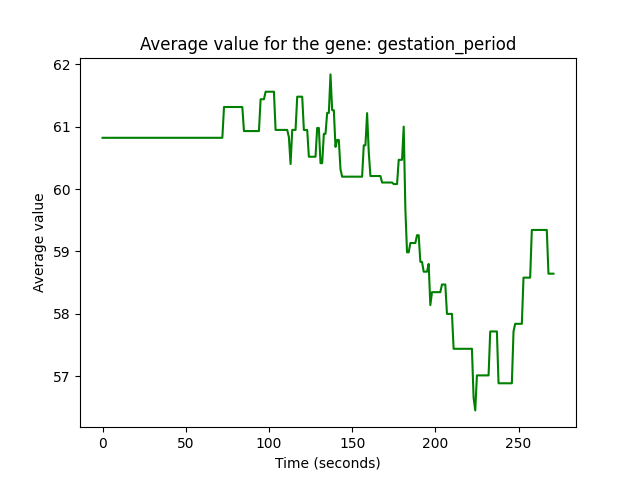 Average value for the gene: gestation_period
62
61
60
59
58
57
Average value
0 50 100 150 200 250
Time (seconds)